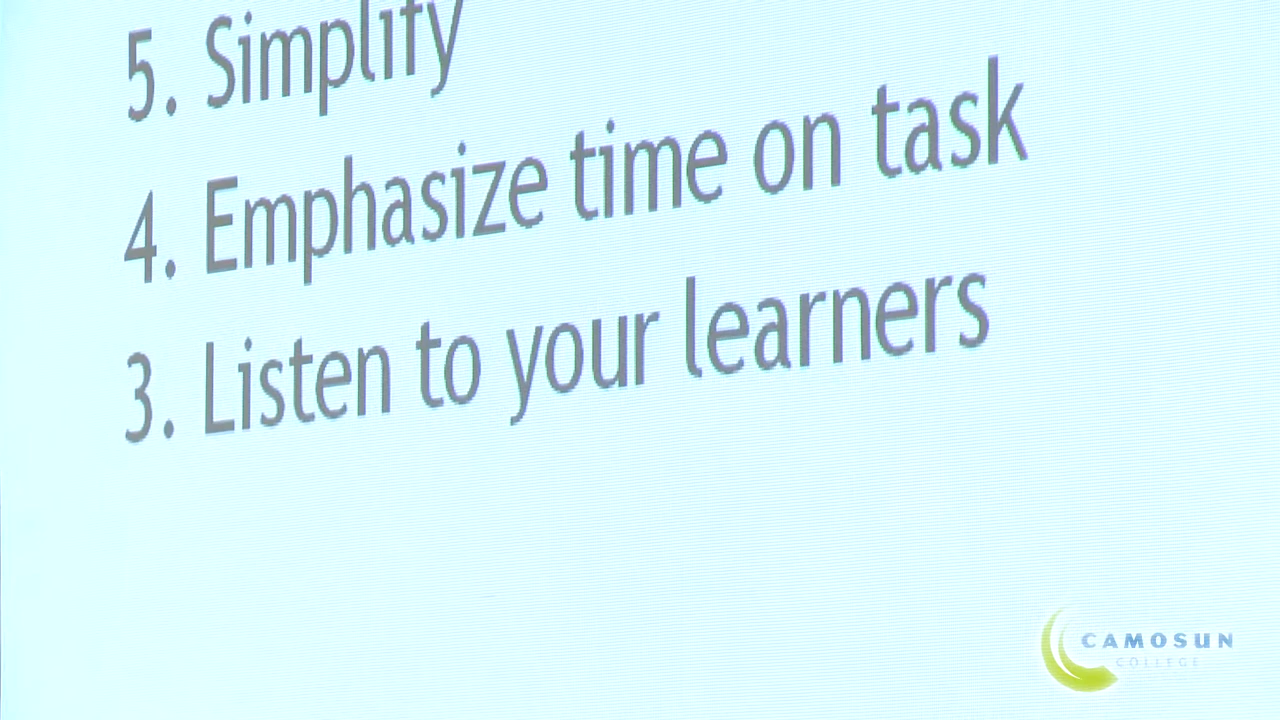 5. Simplify
4. Emphasize time on task
3. Listen to your learners
CAMOSUN
COLLEGE